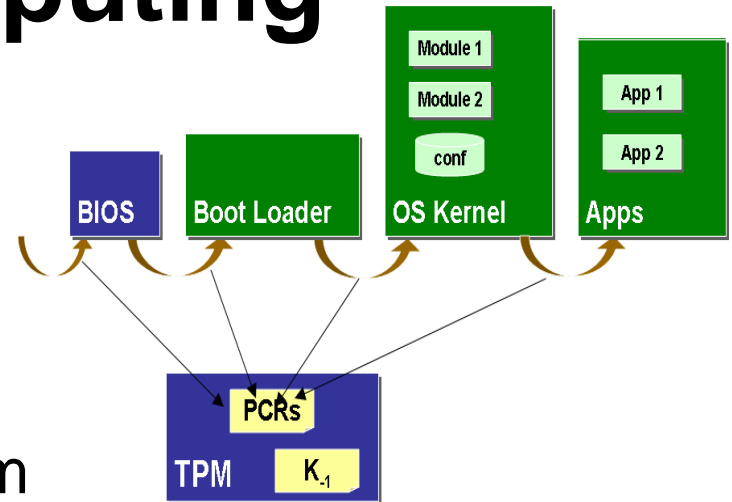 puting
Module 1
Module 2
conf
OS Kernel
App 1
App 2
Apps
BIOS
Boot Loader
PCRs
TPM
K-1
m